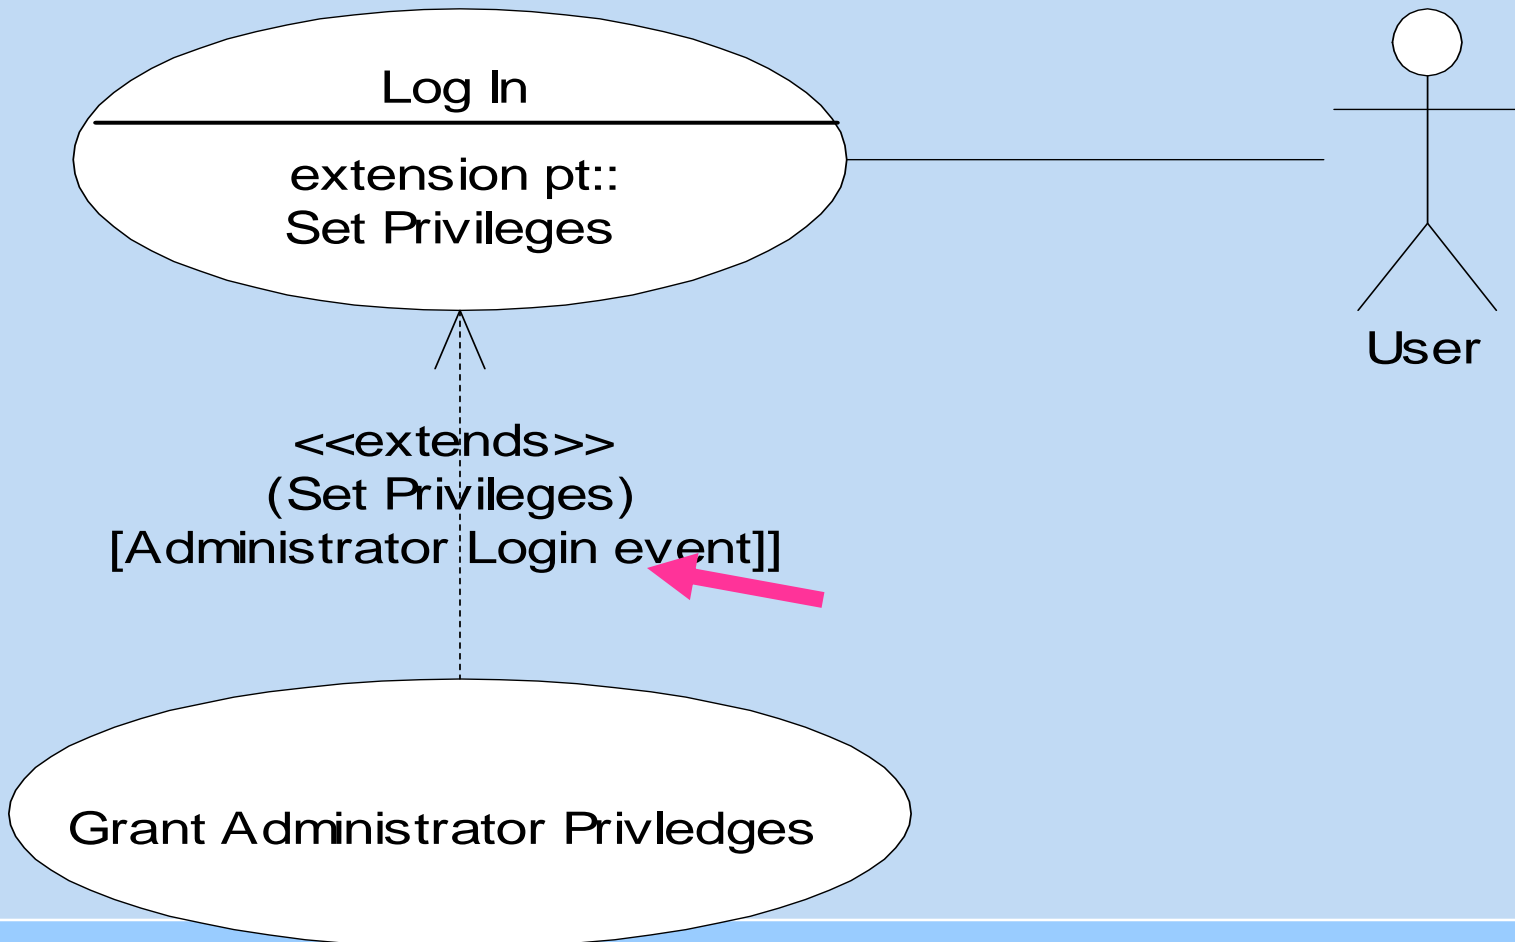 Log In
extension pt::
Set Privileges
User
<<extends>>
(Set Privileges)
[Administrator Login event]]
Grant Administrator Privledges